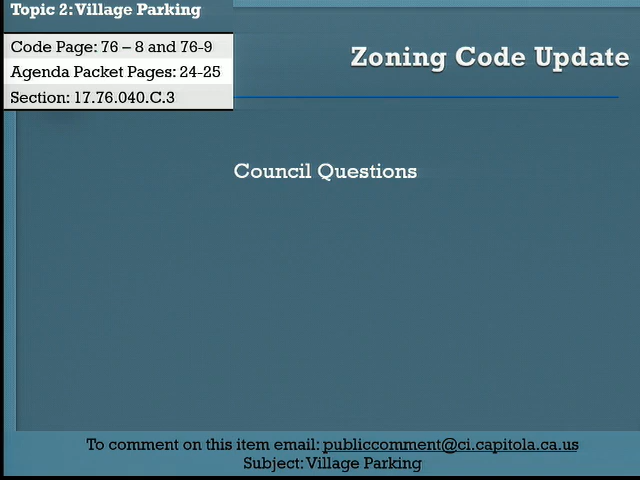 Topic 2: Village Parking
Code Page: 76 – 8 and 76-9
Agenda Packet Pages: 24-25
Section: 17.76.040.C.3
Zoning Code Update
Council Questions
To comment on this item email: publiccomment@ci.capitola.ca.us
Subject: Village Parking